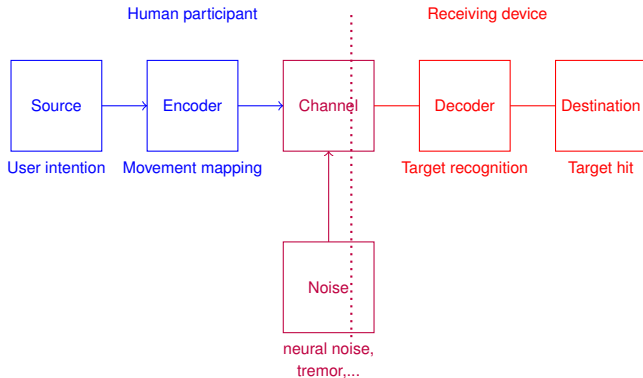 Human participant
Receiving device
Source
Encoder
Channel
Decoder
Destination
User intention
Movement mapping
Target recognition
Target hit
Noise
neural noise,
tremor,...